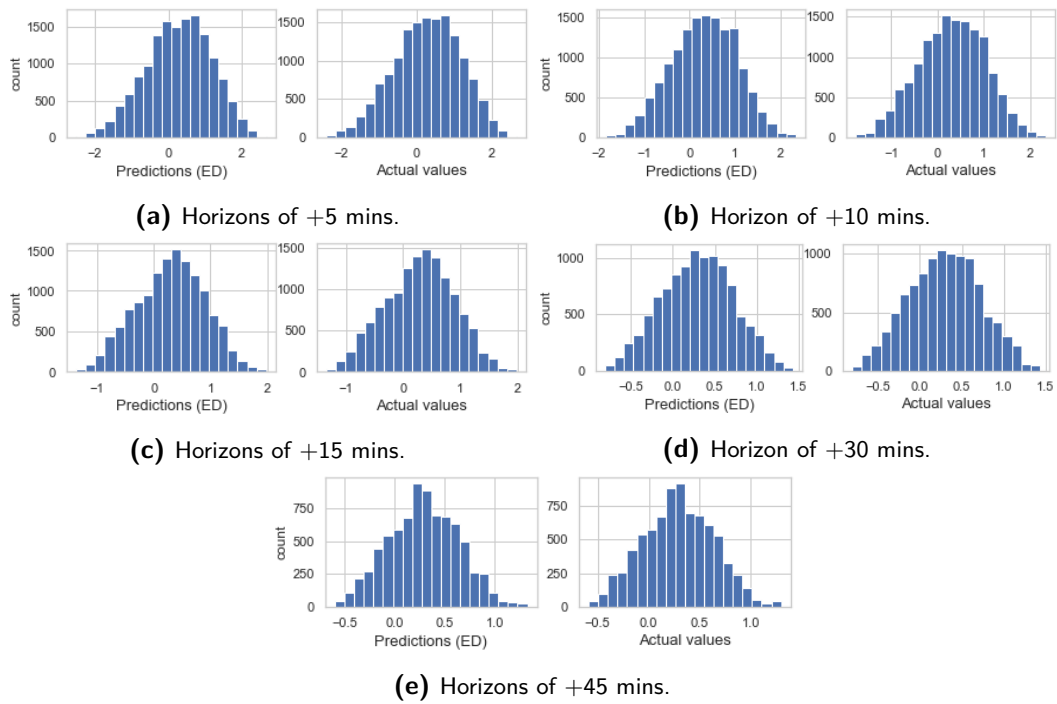 1500
1000
500
0
count
−2 0 2
Predictions (ED)
1500
1000
500
0
−2 0 2
Actual values
(a) Horizons of +5 mins.
1500
1000
500
0
count
−2 −1 0 1 2
Predictions (ED)
1500
1000
500
0
−1 0 1 2
Actual values
(b) Horizon of +10 mins.
1500
1000
500
0
count
−1 0 1 2
Predictions (ED)
1500
1000
500
0
−1 0 1 2
Actual values
(c) Horizons of +15 mins.
1000
500
0
count
−0.5 0.0 0.5 1.0 1.5
Predictions (ED)
1000
500
0
−0.5 0.0 0.5 1.0 1.5
Actual values
(d) Horizon of +30 mins.
750
500
250
0
count
−0.5 0.0 0.5 1.0
Predictions (ED)
750
500
250
0
−0.5 0.0 0.5 1.0
Actual values
(e) Horizons of +45 mins.